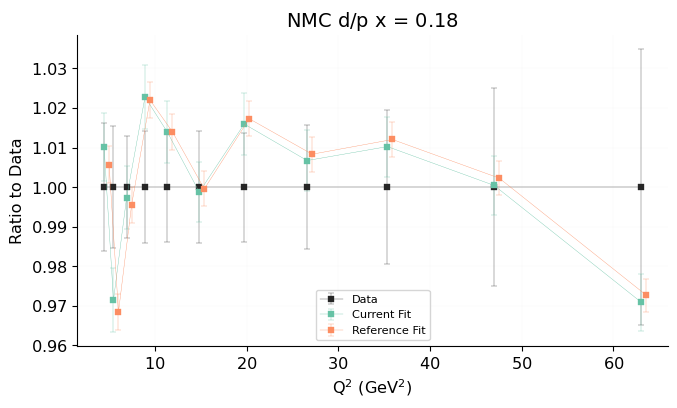 NMC d/p x = 0.18
Ratio to Data
1.03
1.02
1.01
1.00
0.99
0.98
0.97
0.96
Data
Current Fit
Reference Fit
10
20
30
40
50
60
Q² (GeV²)